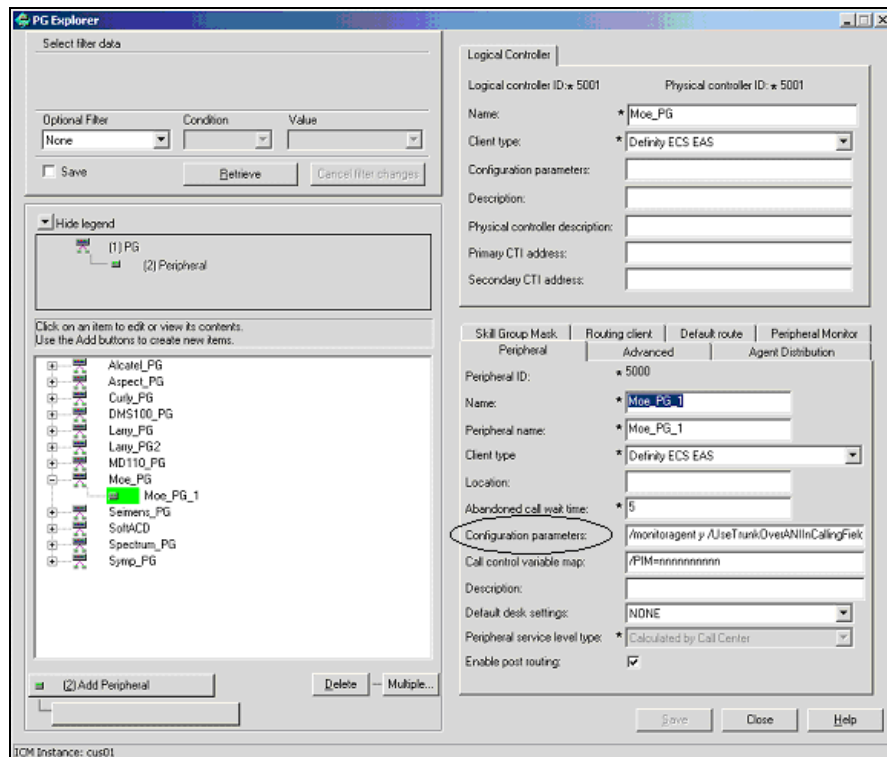 PG Explorer
Select filter data
Optional Filter Condition Value
None
Save Retrieve Cancel filter changes
Hide legend
(1) PG
(2) Peripheral
Click on an item to edit or view its contents.
Use the Add buttons to create new items.
Alcatel_PG
Aspect_PG
Curly_PG
DMS100_PG
Larry_PG
Larry_PG2
MD110_PG
Moe_PG
Moe_PG_1
Seimens_PG
SoftACD
Spectrum_PG
Symp_PG
(2) Add Peripheral Delete Multiple...
Logical Controller
Logical controller ID:* 5001 Physical controller ID: * 5001
Name: * Moe_PG
Client type: * Definity ECS EAS
Configuration parameters:
Description:
Physical controller description:
Primary CTI address:
Secondary CTI address:
Skill Group Mask Routing client Default route Peripheral Monitor
Peripheral Advanced Agent Distribution
Peripheral ID: * 5000
Name: * Moe_PG_1
Peripheral name: * Moe_PG_1
Client type * Definity ECS EAS
Location:
Abandoned call wait time: * 5
Configuration parameters: /monitoragent y /UseTrunkOverANIInCallingField
Call control variable map: /PIM=nnnnnnnnnn
Description:
Default desk settings: NONE
Peripheral service level type: * Calculated by Call Center
Enable post routing:
Save Close Help
ICM Instance: cus01